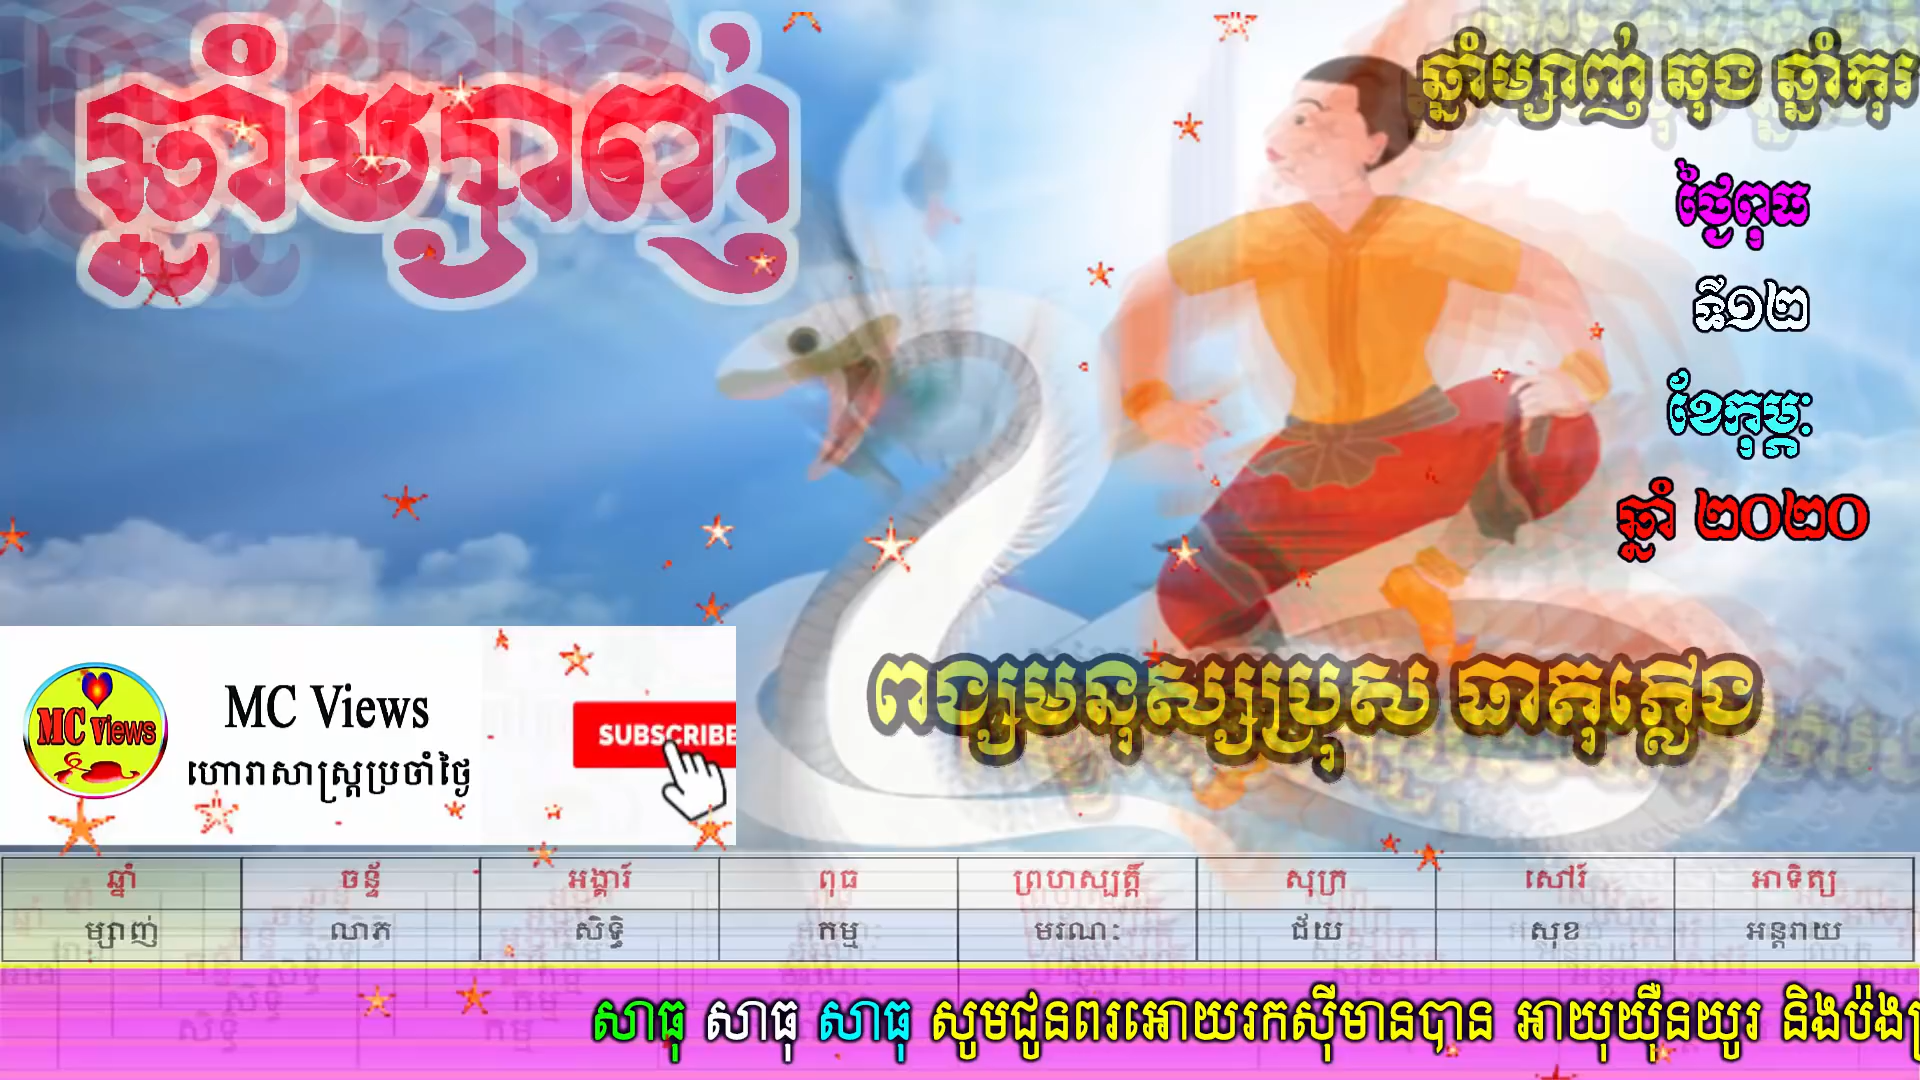 ឆ្នាំម្សាញ់
ឆ្នាំម្សាញ់ ឆុង ឆ្នាំកុរ
ថ្ងៃពុធ
ទី១២
ខែកុម្ភៈ
ឆ្នាំ ២០២០
ពង្សមនុស្សប្រុស ធាតុភ្លើង
MC Views
MC Views
ហោរាសាស្ត្រប្រចាំថ្ងៃ
SUBSCRIBE
ឆ្នាំ ចន្ទ័ អង្គារ៍ ពុធ ព្រហស្បត្តិ៍ សុក្រ សៅរ៍ អាទិត្យ
ម្សាញ់ លាភ សិទ្ធិ កម្ម មរណៈ ជ័យ សុខ អន្តរាយ
សាធុ សាធុ សាធុ សូមជូនពរអោយរកស៊ីមានបាន អាយុយ៉ឺនយូរ